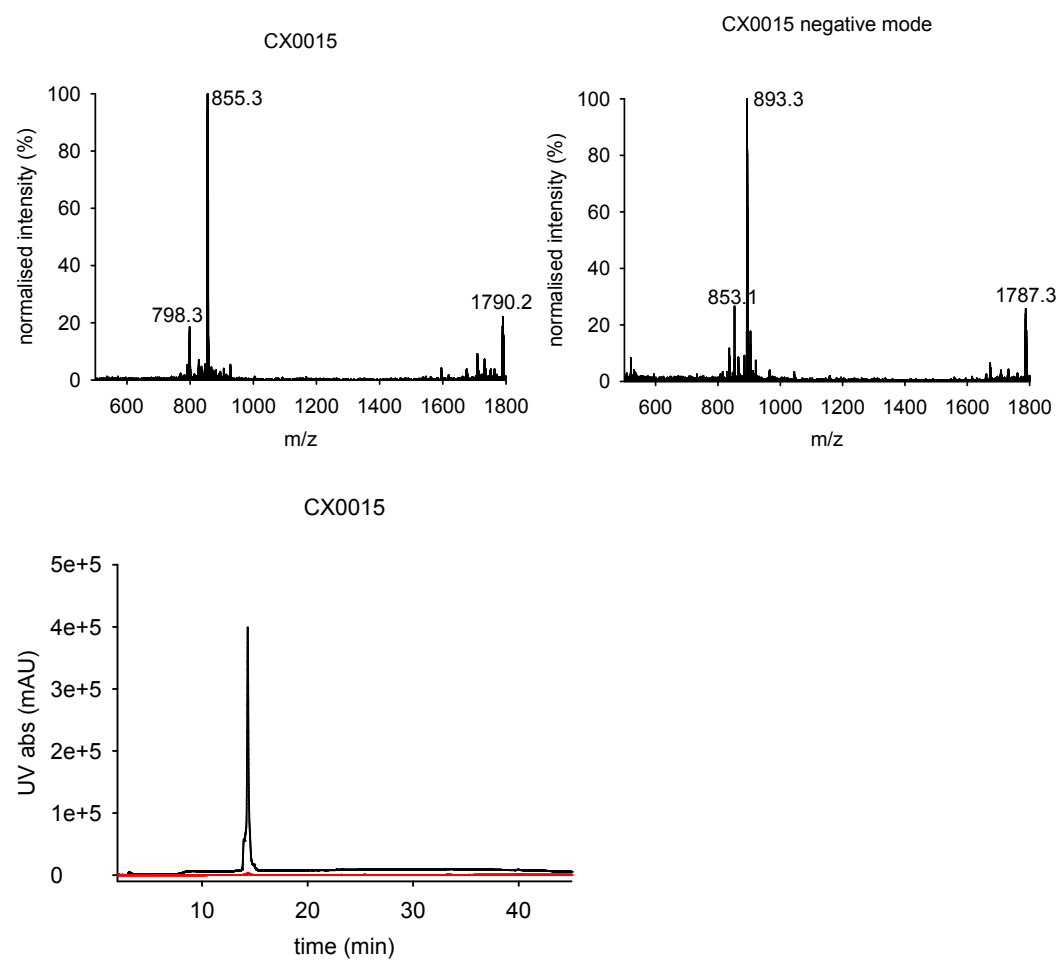 CX0015
normalised intensity (%)
100
80
60
40
20
0
855.3
798.3
1790.2
600 800 1000 1200 1400 1600 1800
m/z
CX0015 negative mode
normalised intensity (%)
100
80
60
40
20
0
893.3
853.1
1787.3
600 800 1000 1200 1400 1600 1800
m/z
CX0015
UV abs (mAU)
5e+5
4e+5
3e+5
2e+5
1e+5
0
10 20 30 40
time (min)